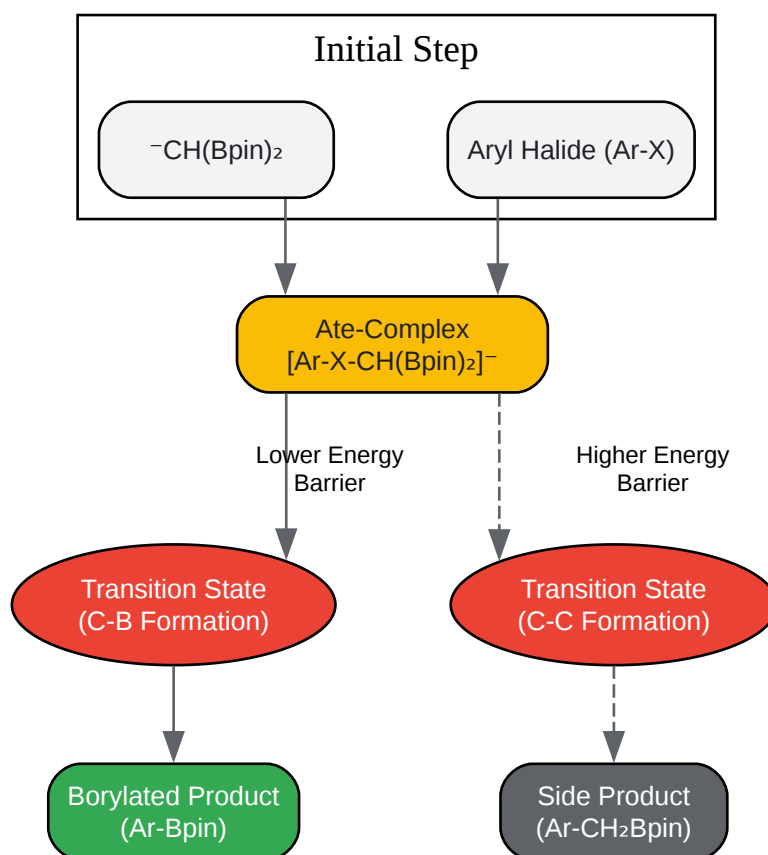 Initial Step
⁻CH(Bpin)₂
Aryl Halide (Ar-X)
Ate-Complex
[Ar-X-CH(Bpin)₂]⁻
Lower Energy
Barrier
Higher Energy
Barrier
Transition State
(C-B Formation)
Transition State
(C-C Formation)
Borylated Product
(Ar-Bpin)
Side Product
(Ar-CH₂Bpin)